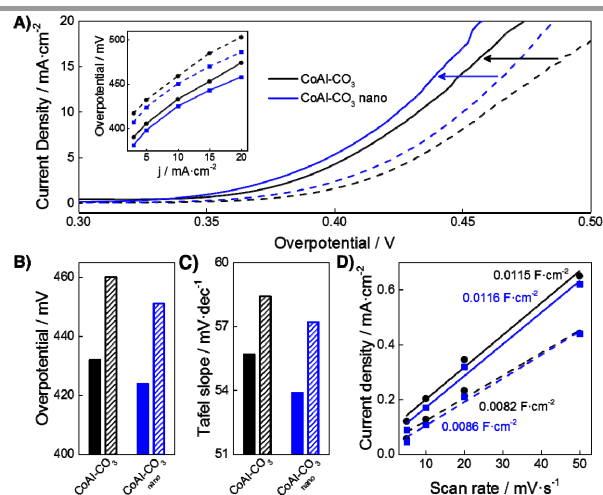 A)
Current Density / mA·cm⁻²
20
15
10
5
0
0.30
0.35
0.40
0.45
0.50
Overpotential / V
Overpotential / mV
500
450
400
5
10
15
20
j / mA·cm⁻²
CoAl-CO₃
CoAl-CO₃ nano
B)
Overpotential / mV
460
440
420
400
CoAl-CO₃
CoAl-CO₃ nano
C)
Tafel slope / mV·dec⁻¹
60
57
54
51
CoAl-CO₃
CoAl-CO₃ nano
D)
Current density / mA·cm⁻²
0.6
0.4
0.2
0.0
0.0115 F·cm⁻²
0.0116 F·cm⁻²
0.0082 F·cm⁻²
0.0086 F·cm⁻²
10
20
30
40
50
Scan rate / mV·s⁻¹